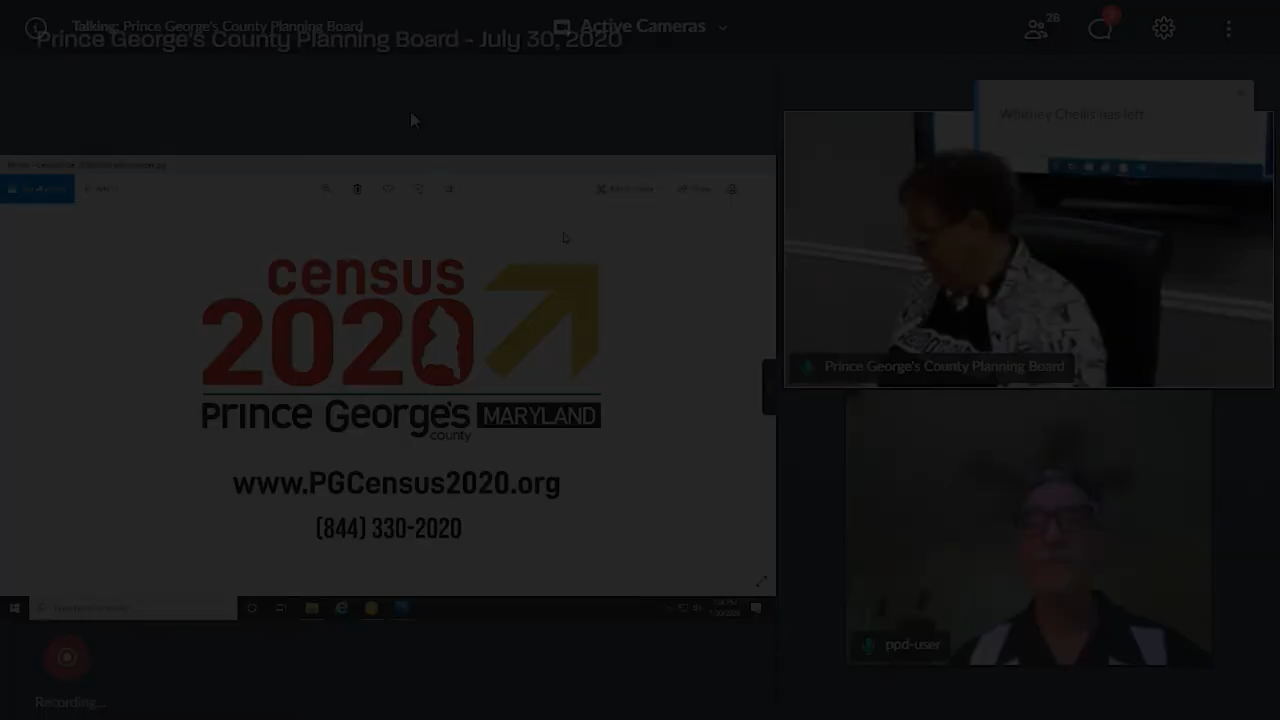 Talking: Prince George's County Planning Board
Active Cameras
28
Prince George's County Planning Board - July 30, 2020
Whitney Chellis has left
census
2020
Prince George's
county
MARYLAND
www.PGCensus2020.org
(844) 330-2020
Prince George's County Planning Board
ppd-user
Recording...